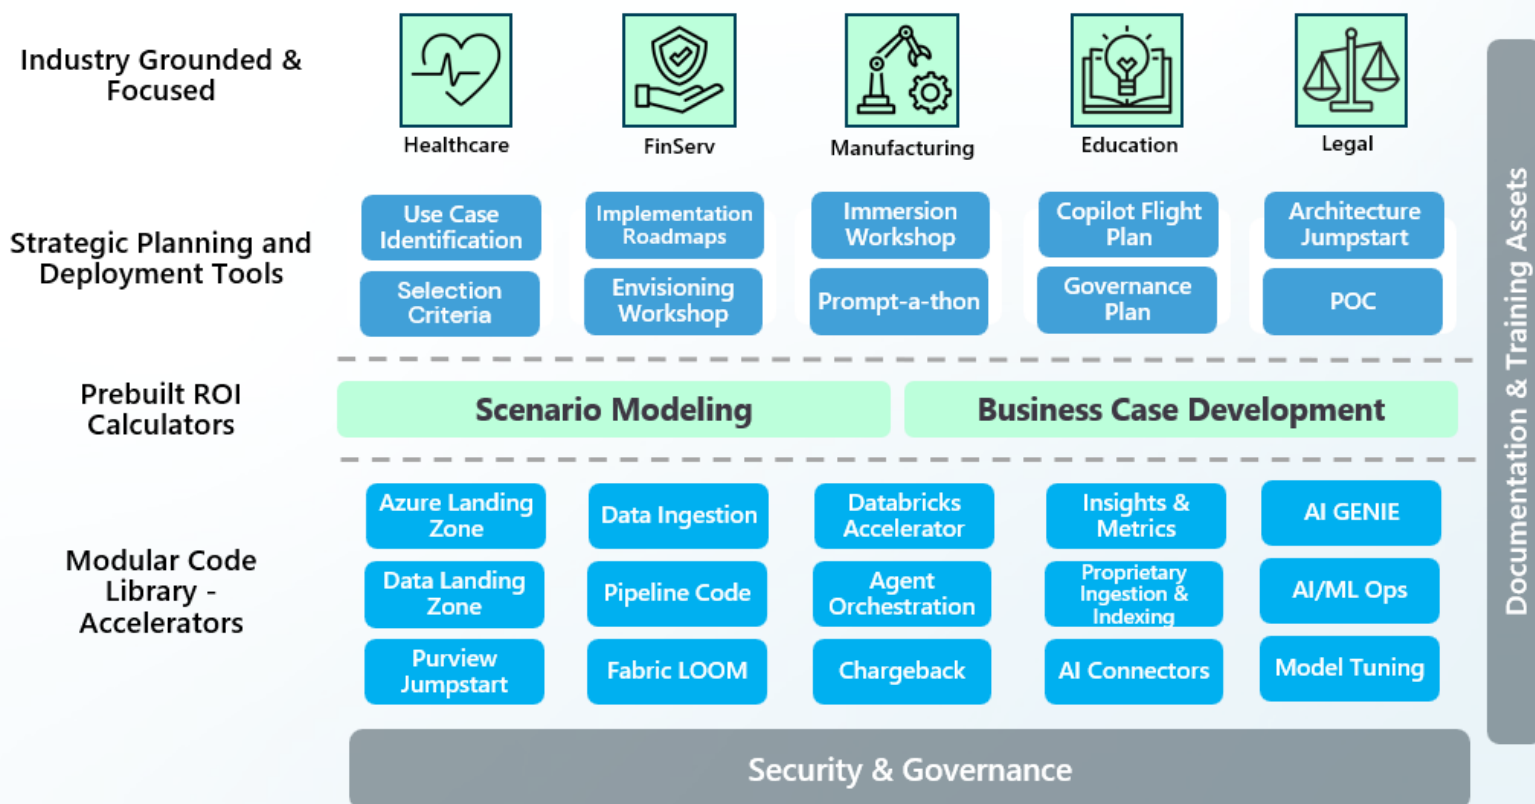 Industry Grounded &
Focused
Healthcare
FinServ
Manufacturing
Education
Legal
Strategic Planning and
Deployment Tools
Use Case
Identification
Implementation
Roadmaps
Immersion
Workshop
Copilot Flight
Plan
Architecture
Jumpstart
Selection
Criteria
Envisioning
Workshop
Prompt-a-thon
Governance
Plan
POC
Prebuilt ROI
Calculators
Scenario Modeling
Business Case Development
Modular Code
Library -
Accelerators
Azure Landing
Zone
Data Ingestion
Databricks
Accelerator
Insights &
Metrics
AI GENIE
Data Landing
Zone
Pipeline Code
Agent
Orchestration
Proprietary
Ingestion &
Indexing
AI/ML Ops
Purview
Jumpstart
Fabric LOOM
Chargeback
AI Connectors
Model Tuning
Security & Governance
Documentation & Training Assets